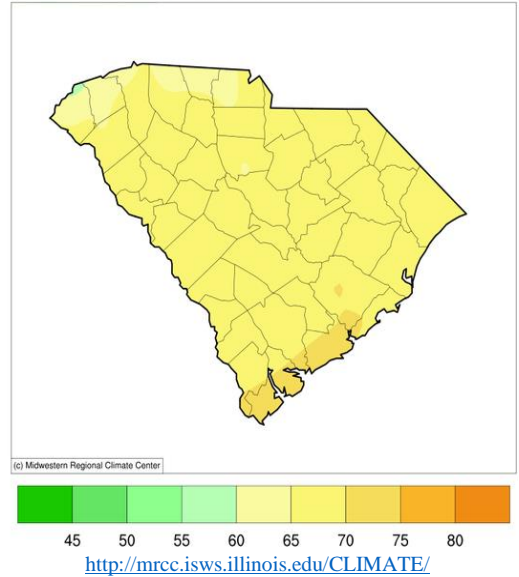 (c) Midwestern Regional Climate Center
45 50 55 60 65 70 75 80
http://mrcc.isws.illinois.edu/CLIMATE/